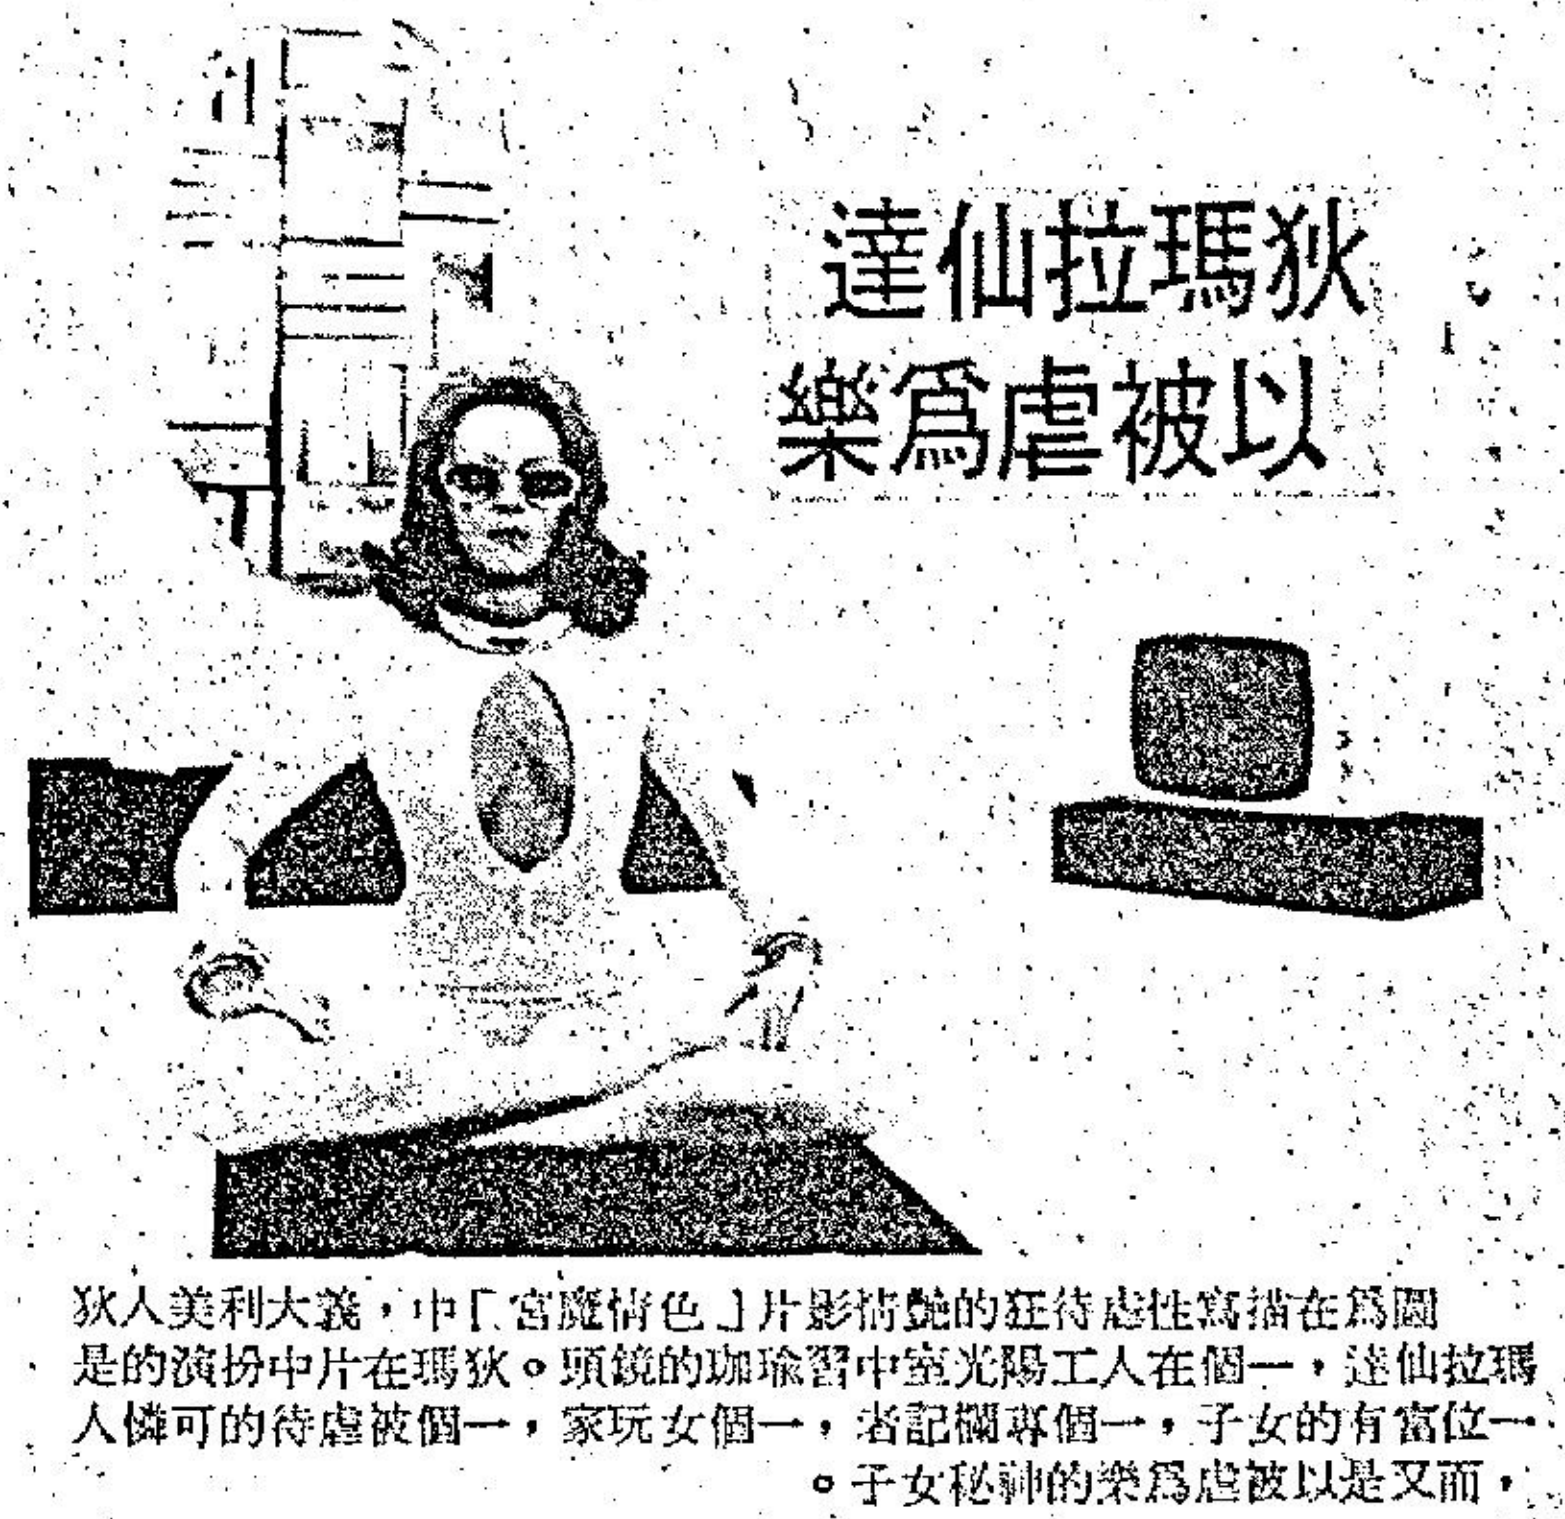 狄瑪拉仙達
以被虐為樂
圖為在描寫性虐待狂的艷情影片「色情魔宮」中,義大利美人狄
瑪拉仙達,一個在人工陽光室中習瑜珈的鏡頭。狄瑪在片中扮演的是
一位富有的女子,一個專欄記者,一個女玩家,一個被虐待的可憐人
,而又是以被虐為樂的神秘女子。